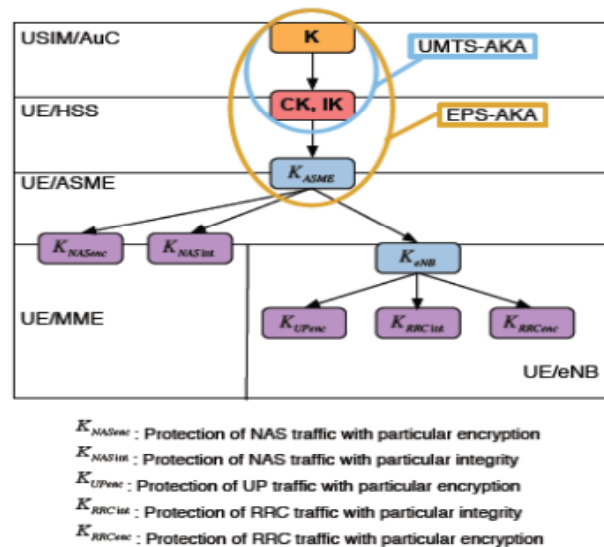 USIM/AuC
K
UMTS-AKA
UE/HSS
CK, IK
EPS-AKA
UE/ASME
K_ASME
K_NASenc
K_NASint
K_eNB
UE/MME
K_UPenc
K_RRCint
K_RRCenc
UE/eNB
K_NASenc : Protection of NAS traffic with particular encryption
K_NASint : Protection of NAS traffic with particular integrity
K_UPenc : Protection of UP traffic with particular encryption
K_RRCint : Protection of RRC traffic with particular integrity
K_RRCenc : Protection of RRC traffic with particular encryption